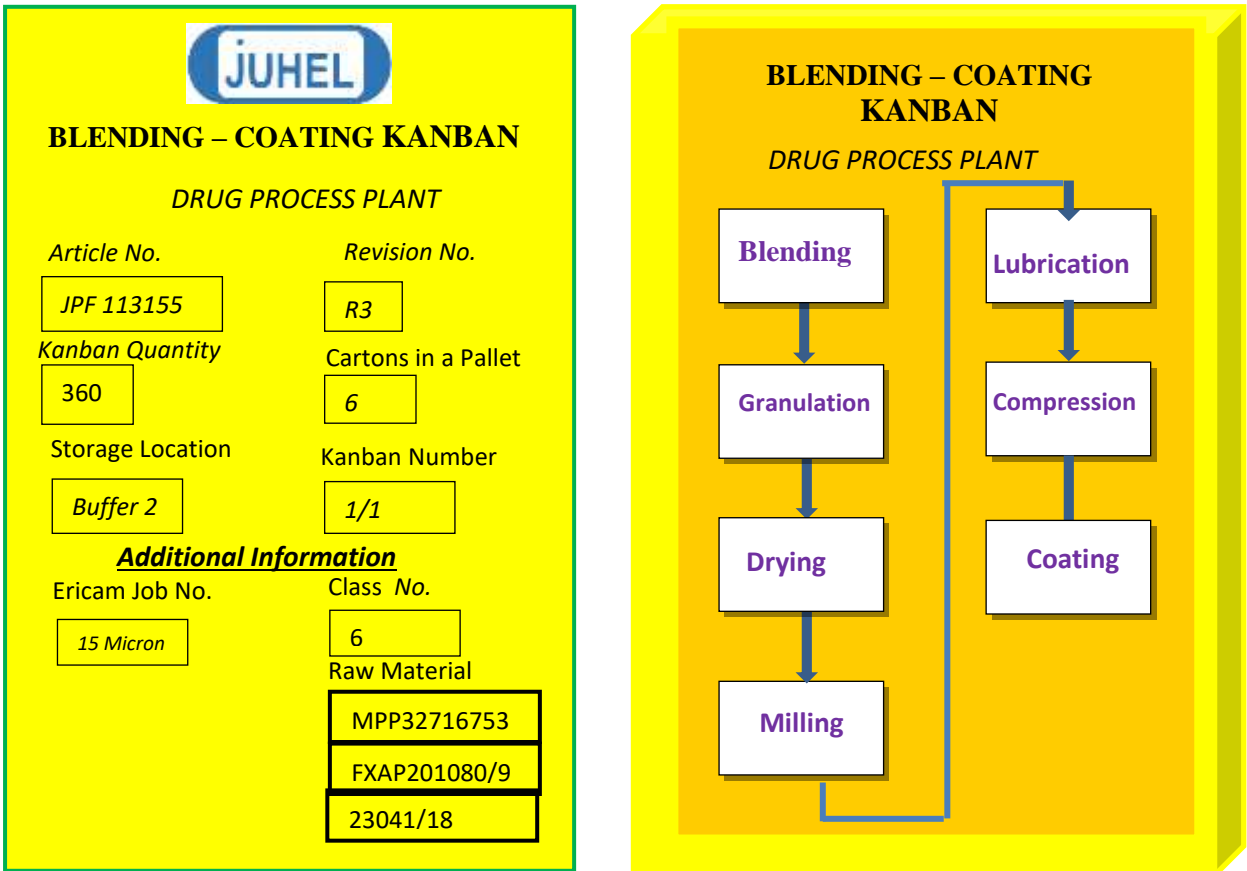 JUHEL
BLENDING – COATING KANBAN
DRUG PROCESS PLANT
Article No.
Revision No.
JPF 113155
R3
Kanban Quantity
Cartons in a Pallet
360
6
Storage Location
Kanban Number
Buffer 2
1/1
Additional Information
Ericam Job No.
Class No.
15 Micron
6
Raw Material
MPP32716753
FXAP201080/9
23041/18
BLENDING – COATING
KANBAN
DRUG PROCESS PLANT
Blending
Granulation
Drying
Milling
Lubrication
Compression
Coating